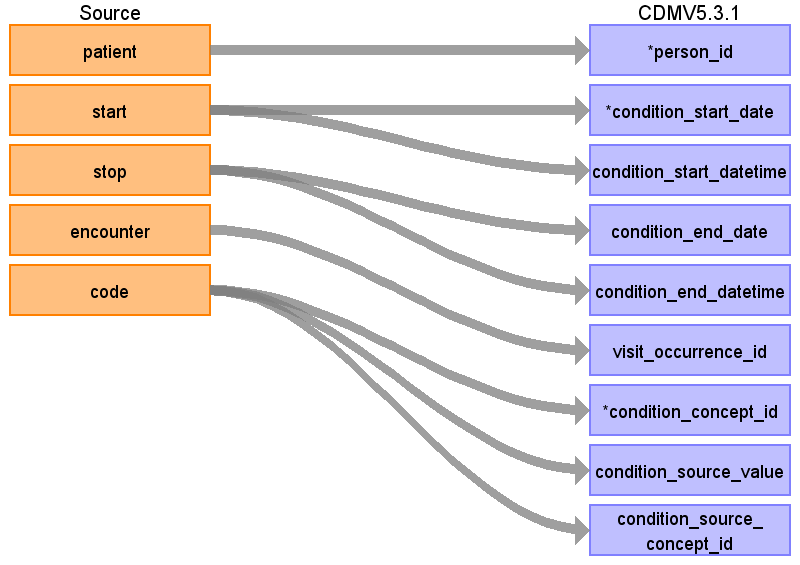 Source CDMV5.3.1
patient *person_id
start *condition_start_date
condition_start_datetime
stop
condition_end_date
encounter
condition_end_datetime
code
visit_occurrence_id
*condition_concept_id
condition_source_value
condition_source_
concept_id